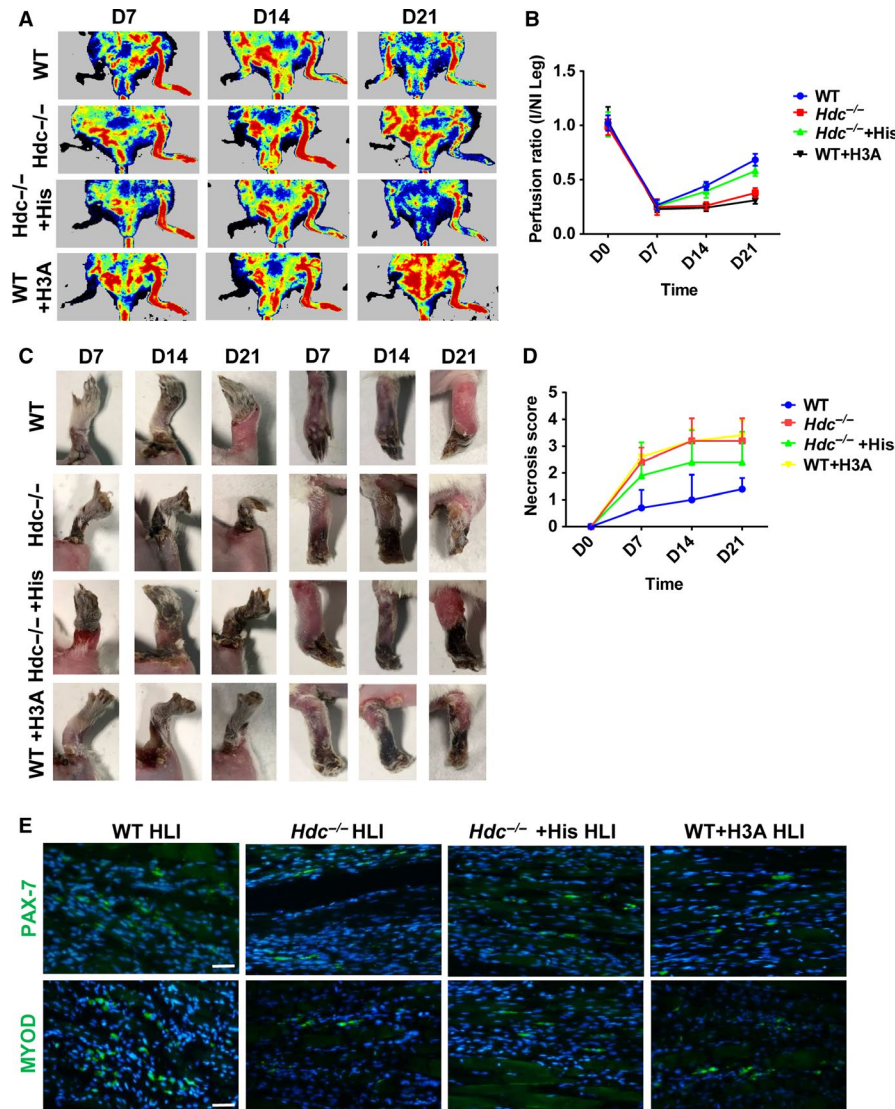 A
D7 D14 D21
WT
Hdc−/−
Hdc−/−
+His
WT
+H3A
B
Perfusion ratio (I/NI Leg)
1.5
1.0
0.5
0.0
D0 D7 D14 D21
Time
WT
Hdc−/−
Hdc−/−+His
WT+H3A
C
D7 D14 D21 D7 D14 D21
WT
Hdc−/−
Hdc−/− +His
WT +H3A
D
Necrosis score
5
4
3
2
1
0
D0 D7 D14 D21
Time
WT
Hdc−/−
Hdc−/− +His
WT+H3A
E
WT HLI Hdc−/− HLI Hdc−/− +His HLI WT+H3A HLI
PAX-7
MYOD